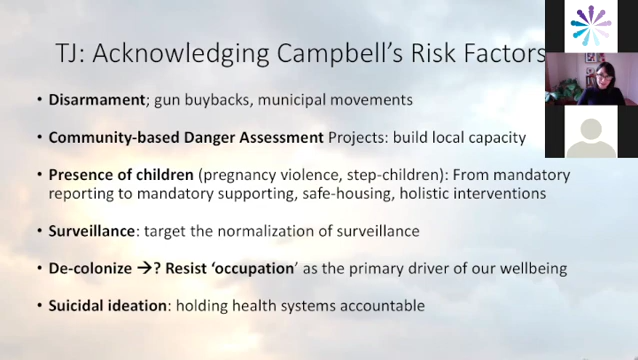 TJ: Acknowledging Campbell's Risk Factors
• Disarmament; gun buybacks, municipal movements
• Community-based Danger Assessment Projects: build local capacity
• Presence of children (pregnancy violence, step-children): From mandatory
reporting to mandatory supporting, safe-housing, holistic interventions
• Surveillance: target the normalization of surveillance
• De-colonize →? Resist 'occupation' as the primary driver of our wellbeing
• Suicidal ideation: holding health systems accountable